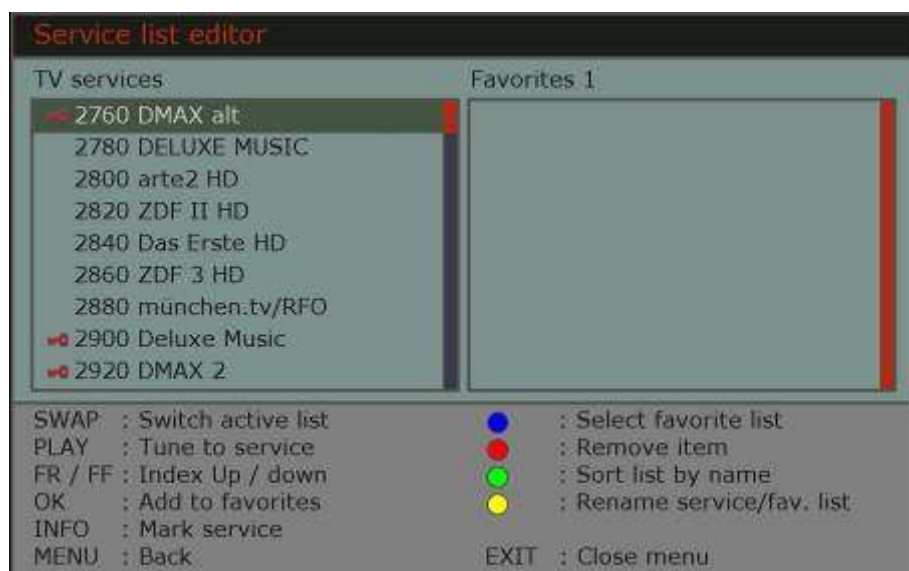 Service list editor
TV services
Favorites 1
2760 DMAX alt
2780 DELUXE MUSIC
2800 arte2 HD
2820 ZDF II HD
2840 Das Erste HD
2860 ZDF 3 HD
2880 münchen.tv/RFO
2900 Deluxe Music
2920 DMAX 2
SWAP : Switch active list
PLAY : Tune to service
FR / FF : Index Up / down
OK : Add to favorites
INFO : Mark service
MENU : Back
: Select favorite list
: Remove item
: Sort list by name
: Rename service/fav. list
EXIT : Close menu